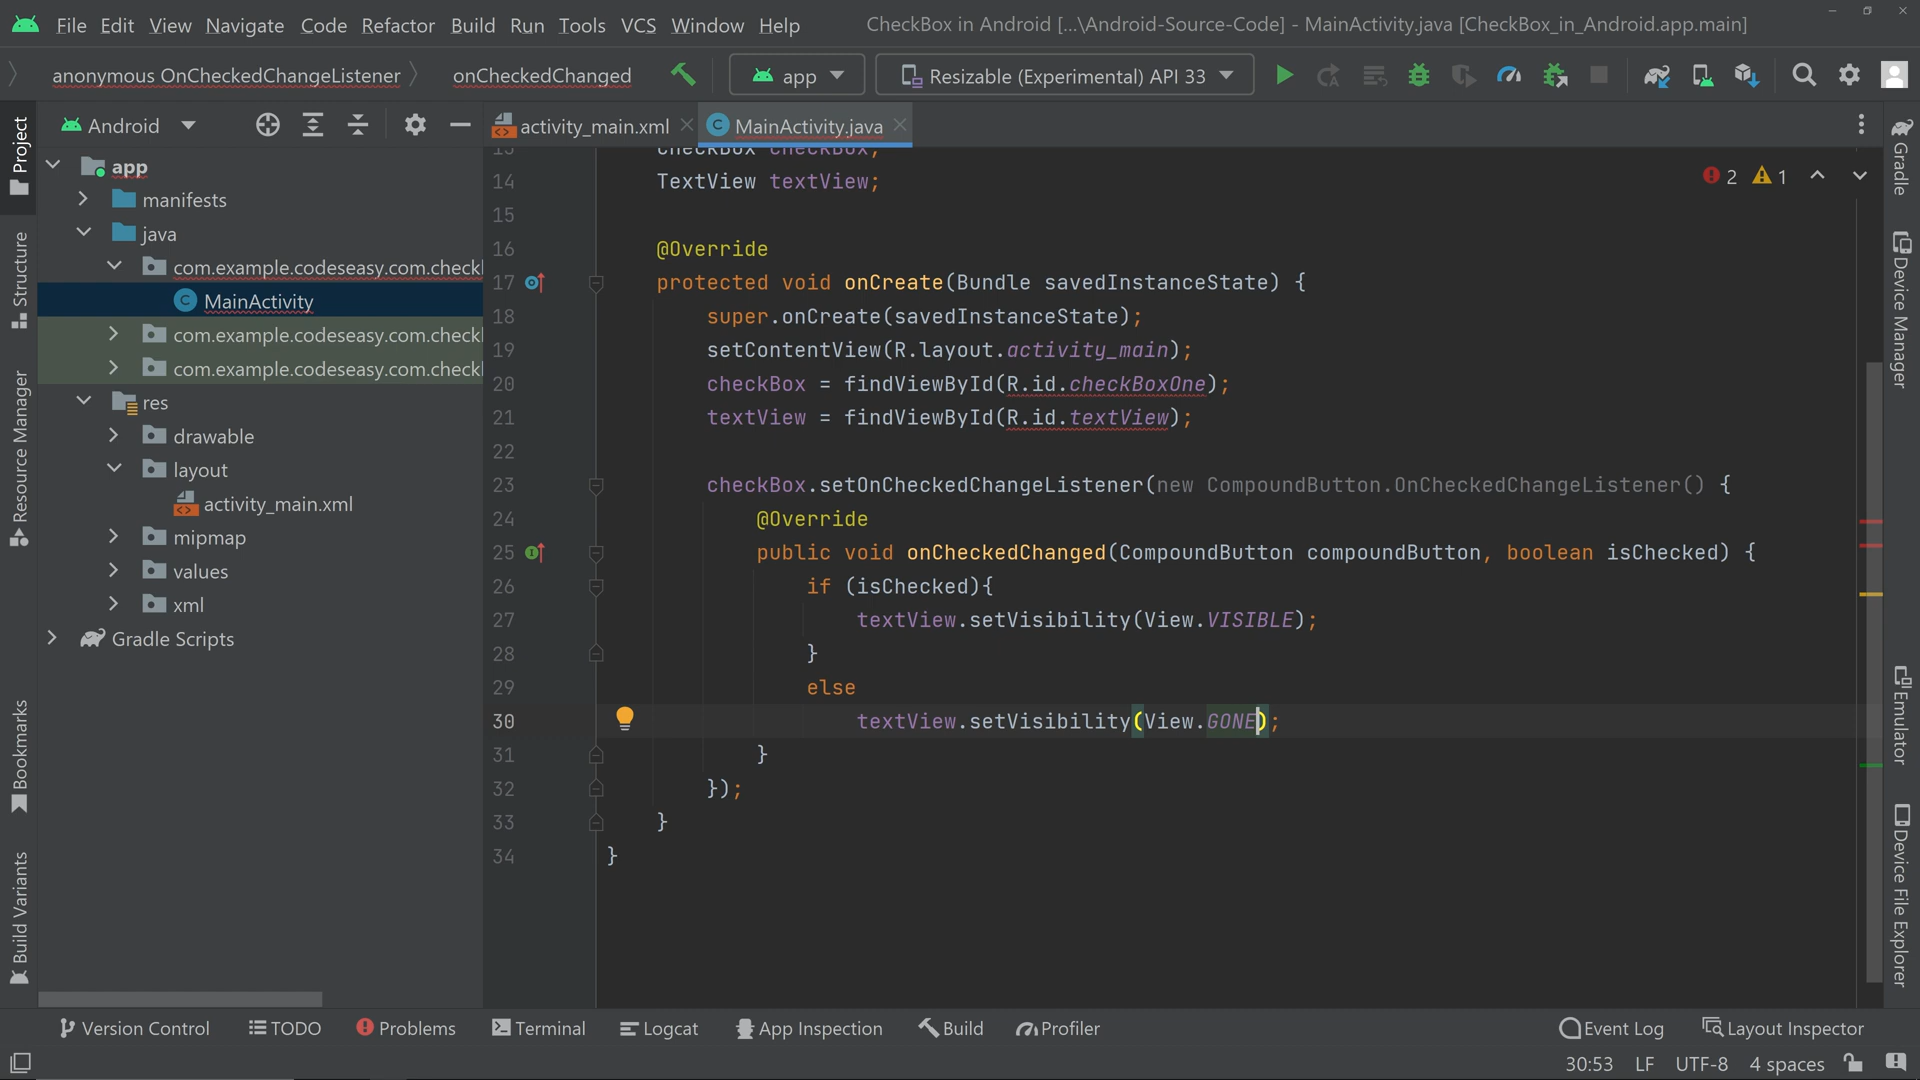 File Edit View Navigate Code Refactor Build Run Tools VCS Window Help CheckBox in Android [...\Android-Source-Code] - MainActivity.java [CheckBox_in_Android.app.main]
anonymous OnCheckedChangeListener onCheckedChanged app Resizable (Experimental) API 33
Android activity_main.xml MainActivity.java
Project
Structure
Resource Manager
Bookmarks
Build Variants
app
manifests
java
com.example.codeseasy.com.check
MainActivity
com.example.codeseasy.com.check
com.example.codeseasy.com.check
res
drawable
layout
activity_main.xml
mipmap
values
xml
Gradle Scripts
2 1
13 CheckBox checkBox;
14 TextView textView;
15
16 @Override
17 protected void onCreate(Bundle savedInstanceState) {
18 super.onCreate(savedInstanceState);
19 setContentView(R.layout.activity_main);
20 checkBox = findViewById(R.id.checkBoxOne);
21 textView = findViewById(R.id.textView);
22
23 checkBox.setOnCheckedChangeListener(new CompoundButton.OnCheckedChangeListener() {
24 @Override
25 public void onCheckedChanged(CompoundButton compoundButton, boolean isChecked) {
26 if (isChecked){
27 textView.setVisibility(View.VISIBLE);
28 }
29 else
30 textView.setVisibility(View.GONE);
31 }
32 });
33 }
34 }
Gradle
Device Manager
Emulator
Device File Explorer
Version Control TODO Problems Terminal Logcat App Inspection Build Profiler Event Log Layout Inspector
30:53 LF UTF-8 4 spaces